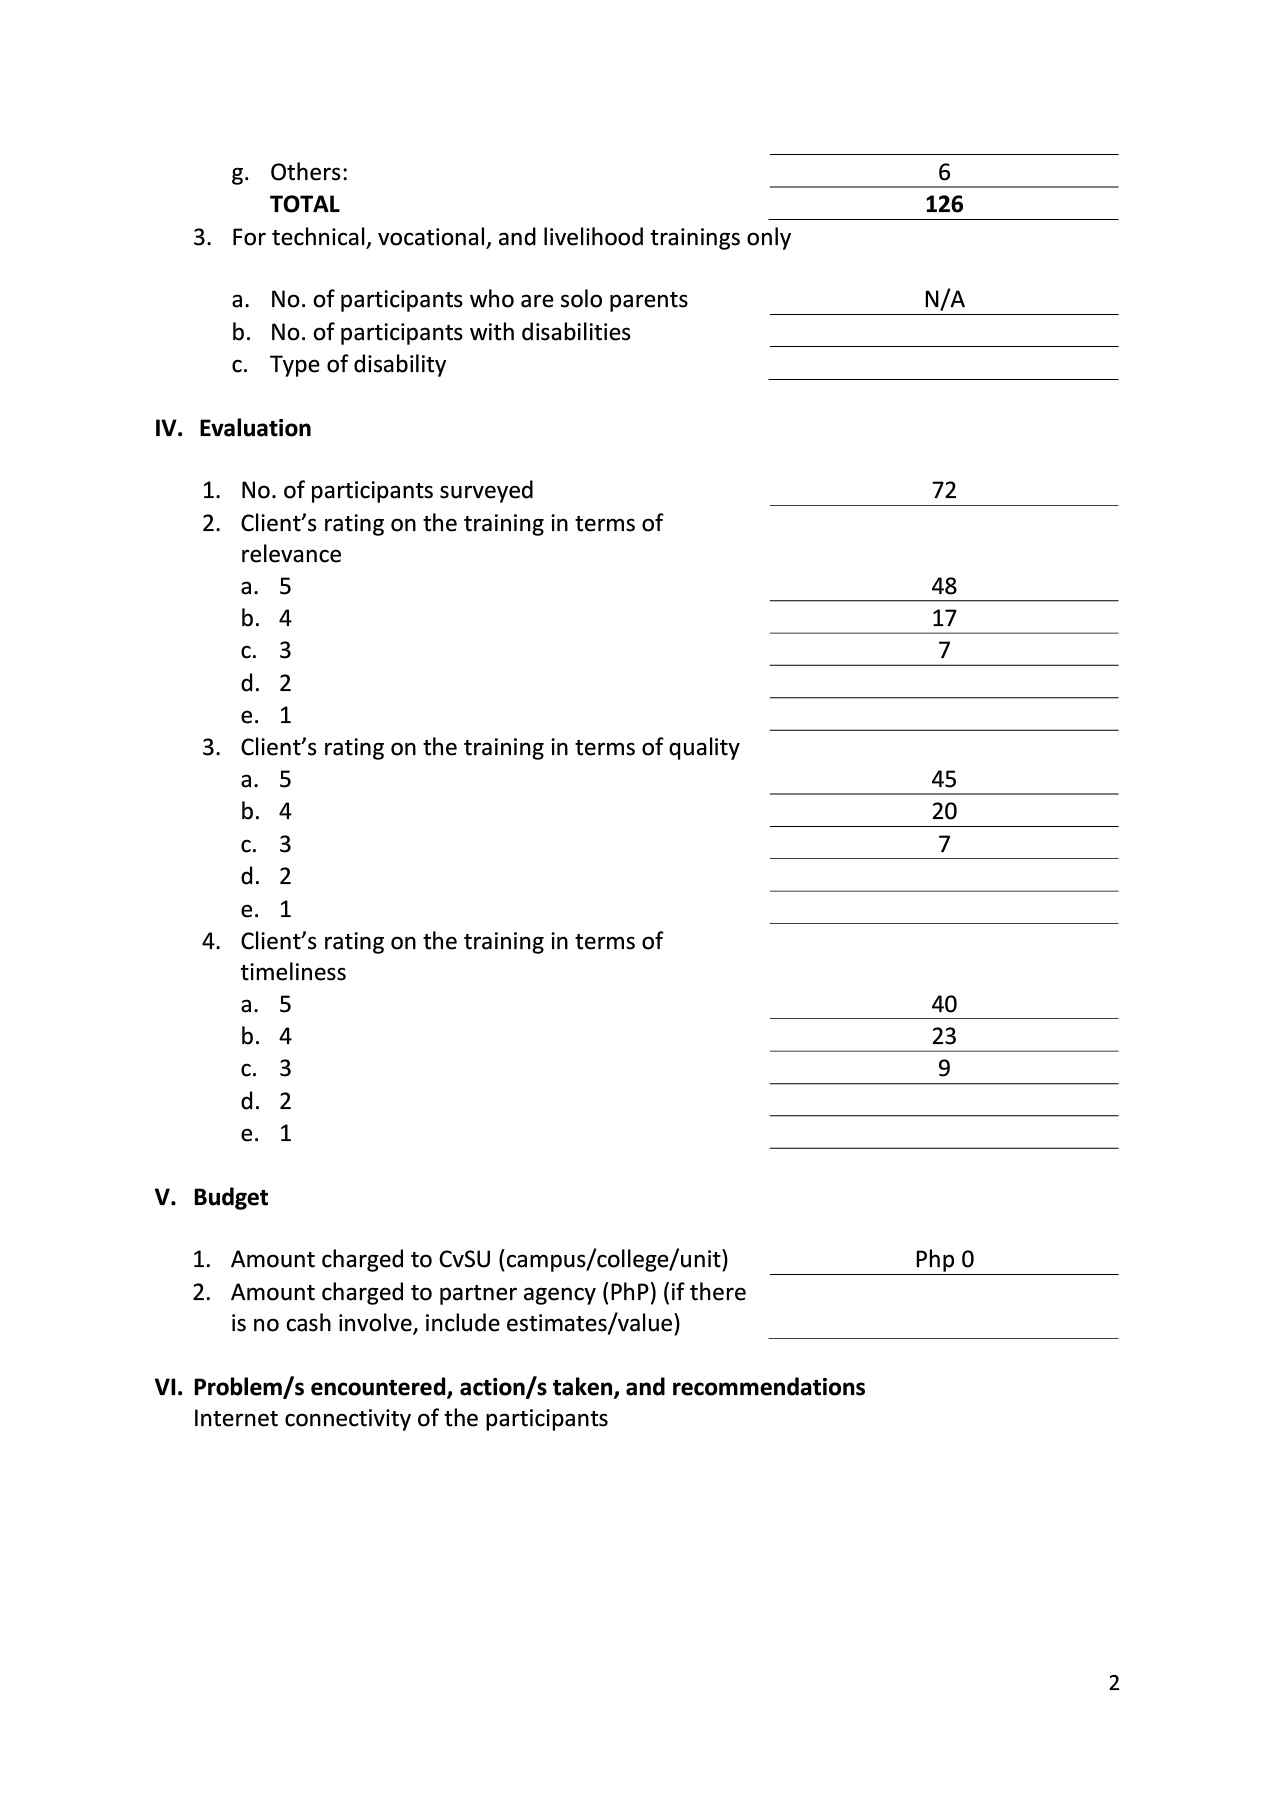 g. Others: 6
TOTAL 126
3. For technical, vocational, and livelihood trainings only
a. No. of participants who are solo parents N/A
b. No. of participants with disabilities
c. Type of disability
IV. Evaluation
1. No. of participants surveyed 72
2. Client’s rating on the training in terms of
relevance
a. 5 48
b. 4 17
c. 3 7
d. 2
e. 1
3. Client’s rating on the training in terms of quality
a. 5 45
b. 4 20
c. 3 7
d. 2
e. 1
4. Client’s rating on the training in terms of
timeliness
a. 5 40
b. 4 23
c. 3 9
d. 2
e. 1
V. Budget
1. Amount charged to CvSU (campus/college/unit) Php 0
2. Amount charged to partner agency (PhP) (if there
is no cash involve, include estimates/value)
VI. Problem/s encountered, action/s taken, and recommendations
Internet connectivity of the participants
2